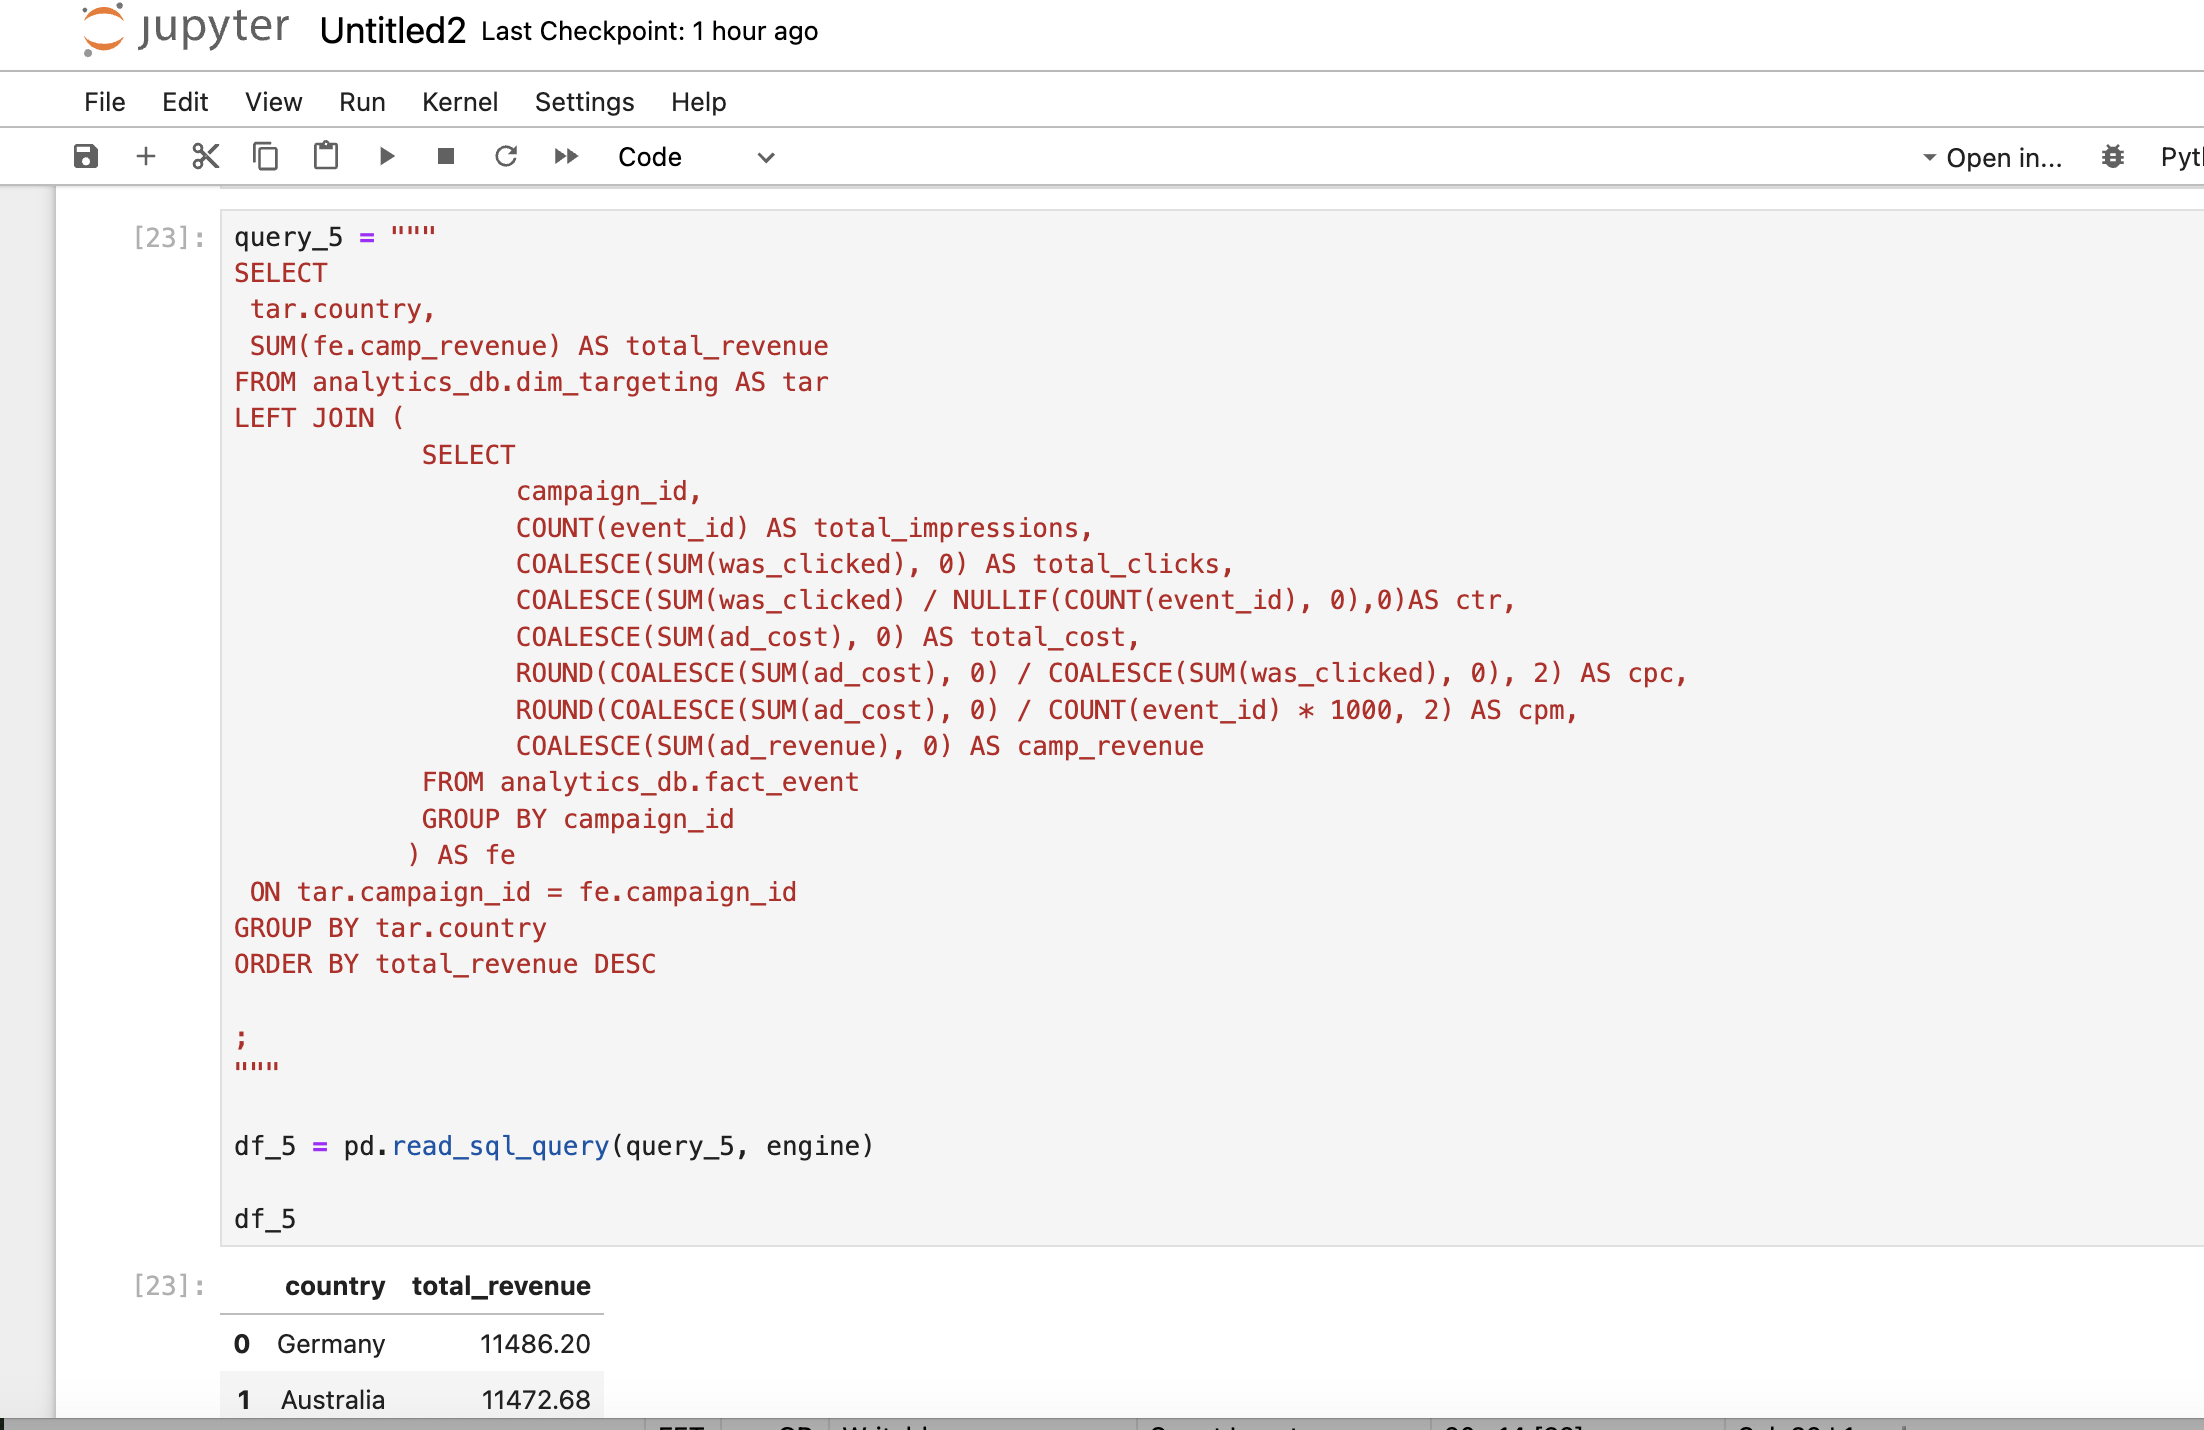 jupyter Untitled2 Last Checkpoint: 1 hour ago
File Edit View Run Kernel Settings Help
Code Open in...
[23]: query_5 = """
SELECT
 tar.country,
 SUM(fe.camp_revenue) AS total_revenue
FROM analytics_db.dim_targeting AS tar
LEFT JOIN (
            SELECT
                  campaign_id,
                  COUNT(event_id) AS total_impressions,
                  COALESCE(SUM(was_clicked), 0) AS total_clicks,
                  COALESCE(SUM(was_clicked) / NULLIF(COUNT(event_id), 0),0)AS ctr,
                  COALESCE(SUM(ad_cost), 0) AS total_cost,
                  ROUND(COALESCE(SUM(ad_cost), 0) / COALESCE(SUM(was_clicked), 0), 2) AS cpc,
                  ROUND(COALESCE(SUM(ad_cost), 0) / COUNT(event_id) * 1000, 2) AS cpm,
                  COALESCE(SUM(ad_revenue), 0) AS camp_revenue
            FROM analytics_db.fact_event
            GROUP BY campaign_id
           ) AS fe
 ON tar.campaign_id = fe.campaign_id
GROUP BY tar.country
ORDER BY total_revenue DESC
;
"""
df_5 = pd.read_sql_query(query_5, engine)
df_5
[23]: country total_revenue
0 Germany 11486.20
1 Australia 11472.68